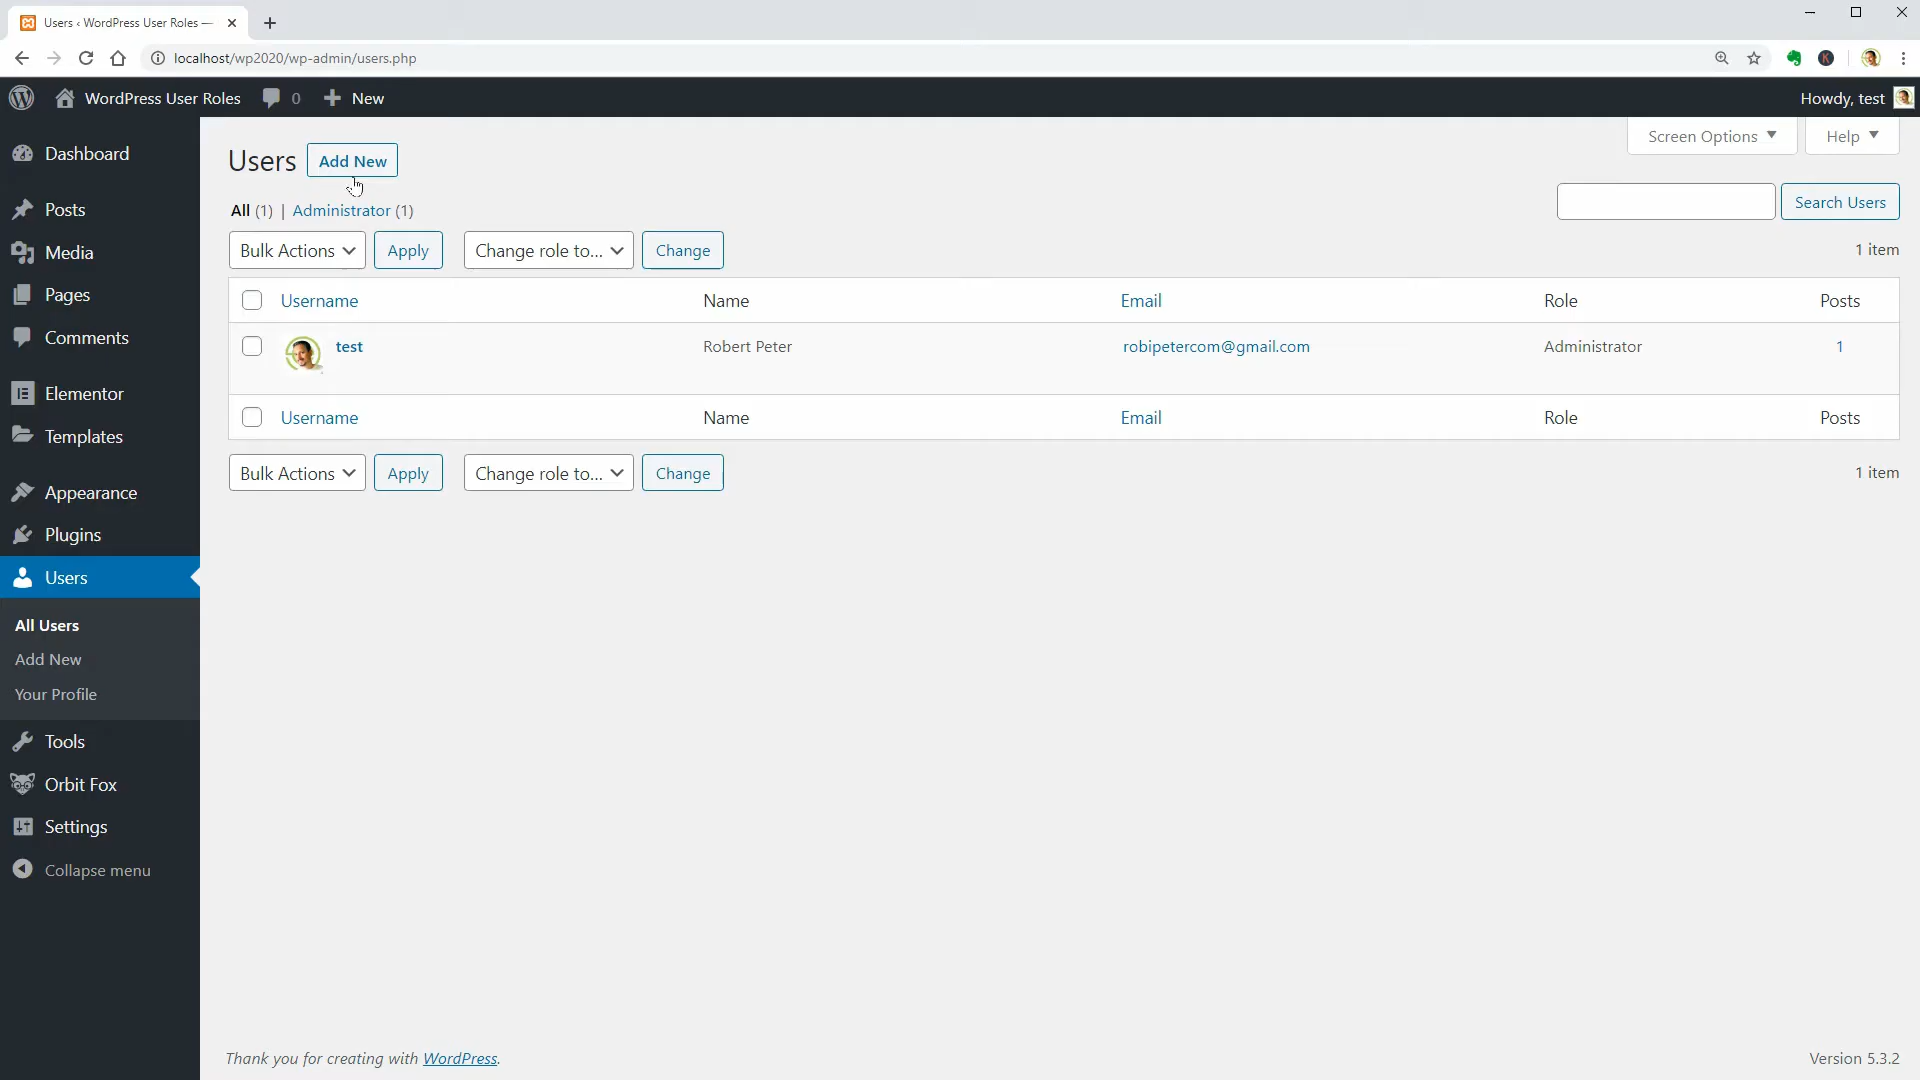 Users ‹ WordPress User Roles —
localhost/wp2020/wp-admin/users.php
K
WordPress User Roles 0 New Howdy, test
Screen Options Help
Dashboard
Posts
Media
Pages
Comments
Elementor
Templates
Appearance
Plugins
Users
All Users
Add New
Your Profile
Tools
Orbit Fox
Settings
Collapse menu
Users Add New
All (1) | Administrator (1)
Search Users
Bulk Actions Apply Change role to... Change 1 item
Username Name Email Role Posts
test Robert Peter robipetercom@gmail.com Administrator 1
Username Name Email Role Posts
Bulk Actions Apply Change role to... Change 1 item
Thank you for creating with WordPress. Version 5.3.2